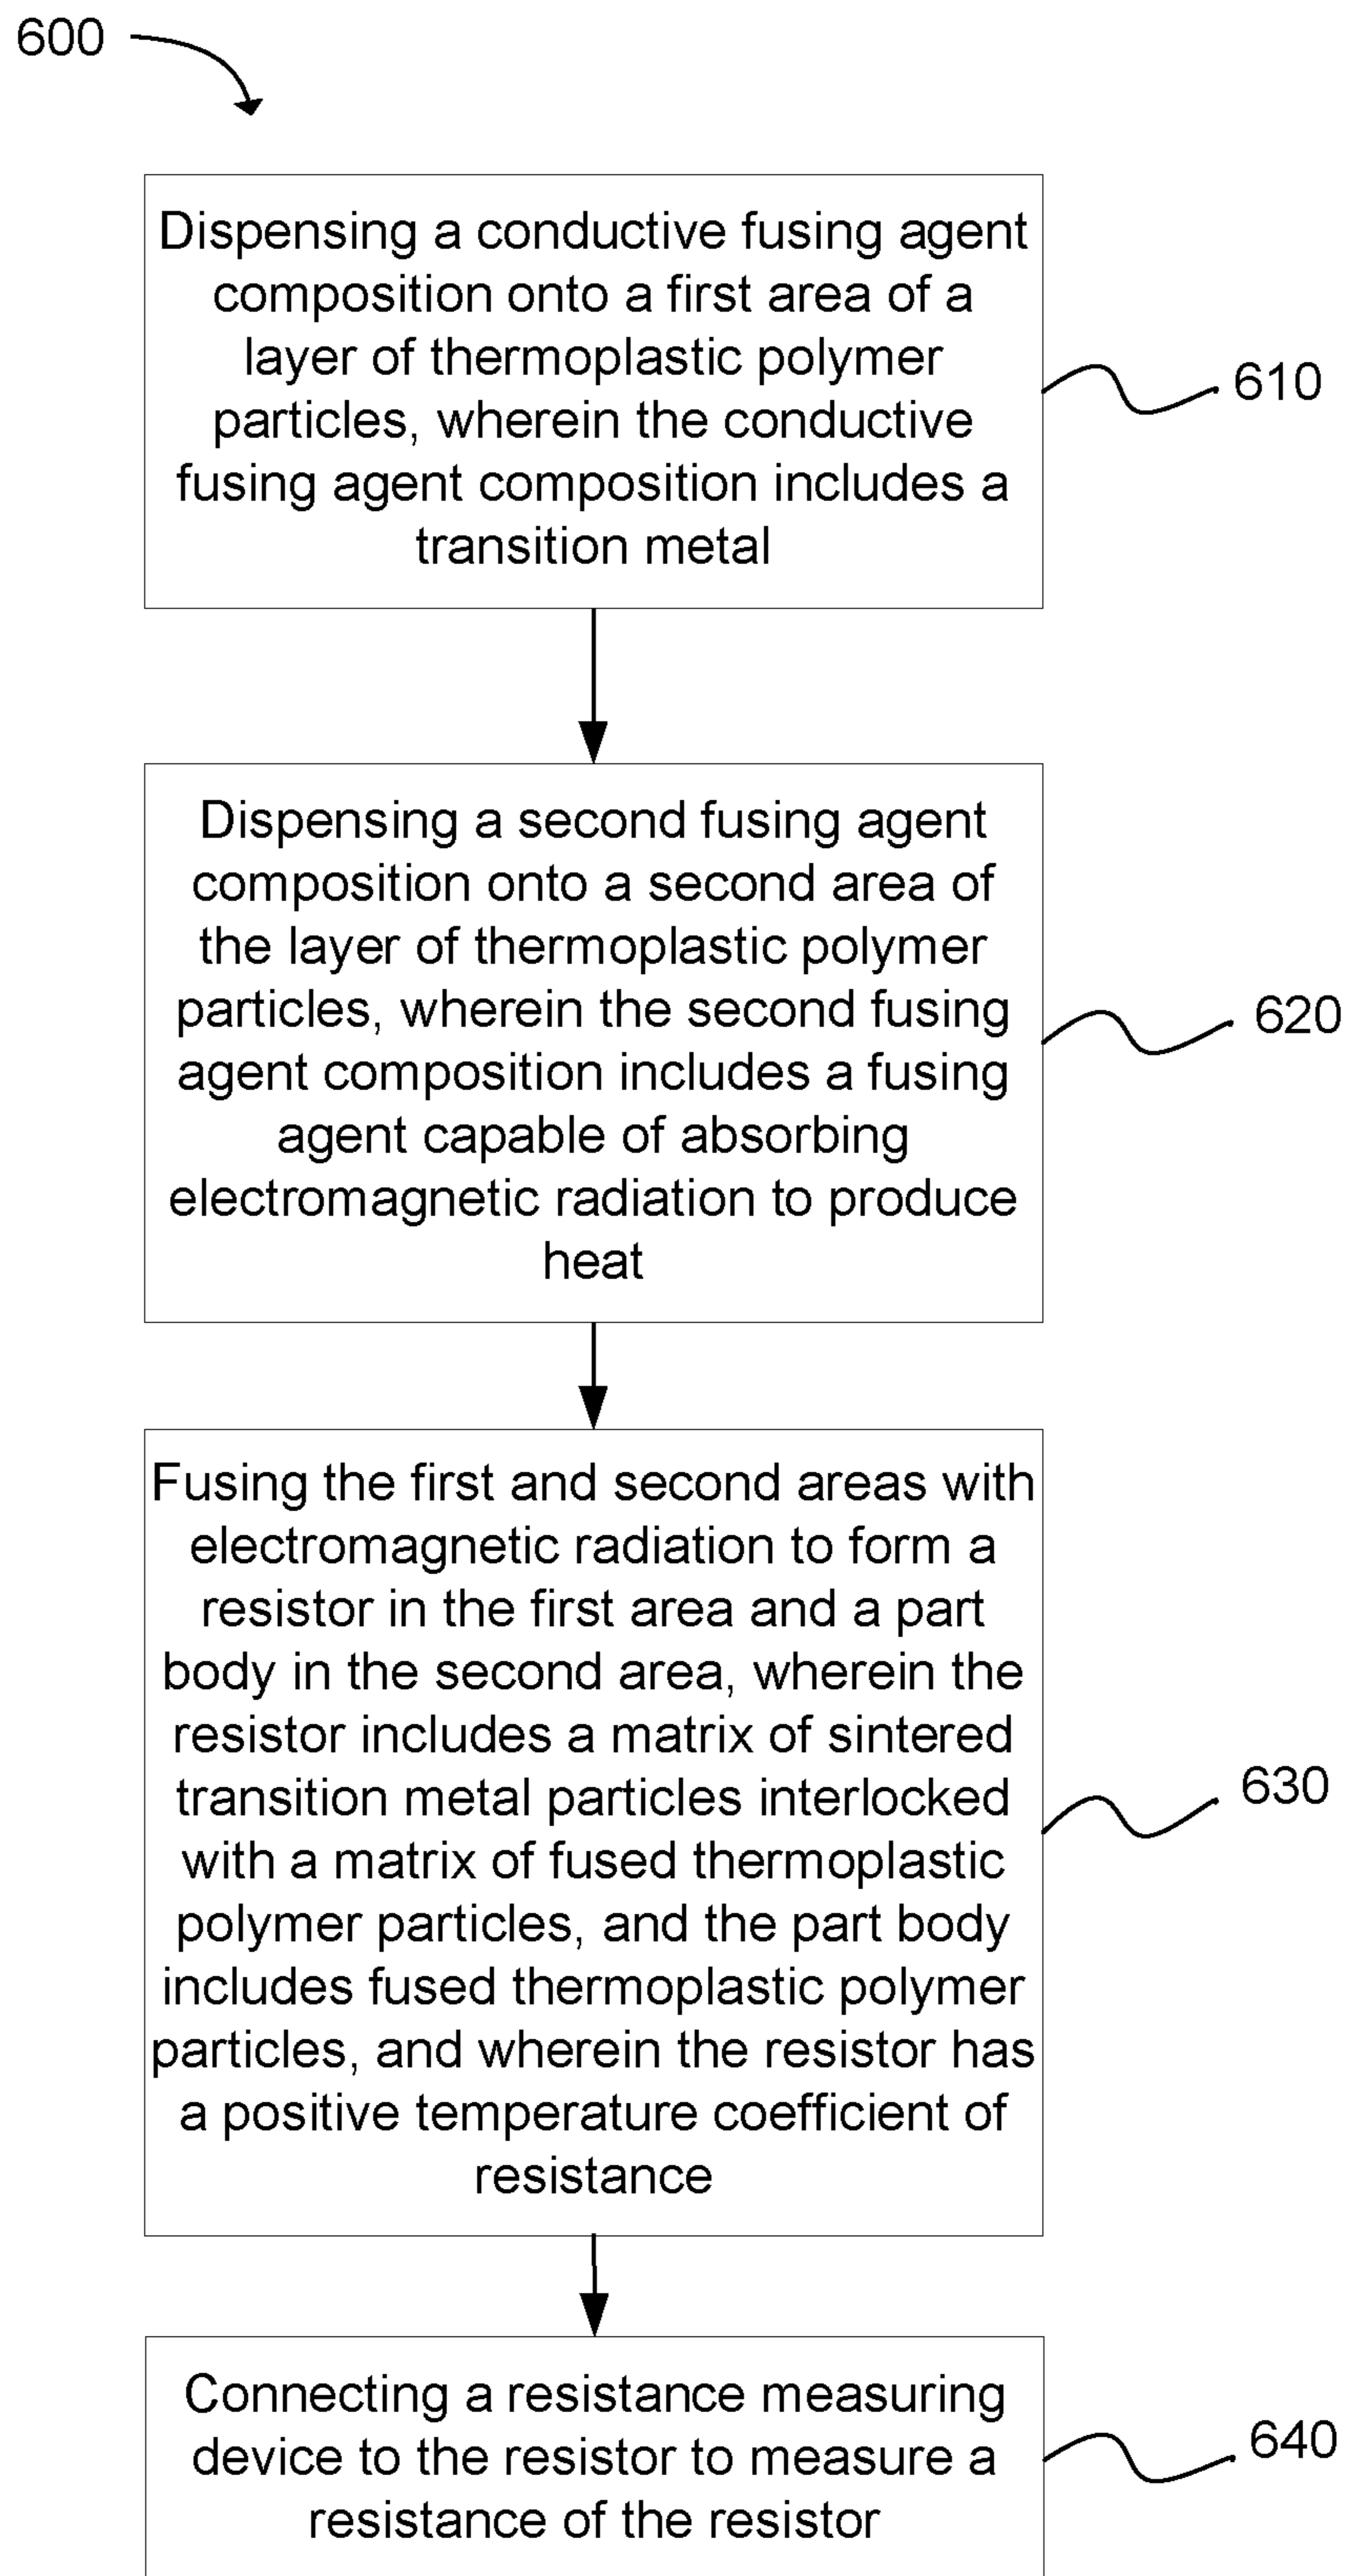 600
Dispensing a conductive fusing agent
composition onto a first area of a
layer of thermoplastic polymer
particles, wherein the conductive
fusing agent composition includes a
transition metal
610
Dispensing a second fusing agent
composition onto a second area of
the layer of thermoplastic polymer
particles, wherein the second fusing
agent composition includes a fusing
agent capable of absorbing
electromagnetic radiation to produce
heat
620
Fusing the first and second areas with
electromagnetic radiation to form a
resistor in the first area and a part
body in the second area, wherein the
resistor includes a matrix of sintered
transition metal particles interlocked
with a matrix of fused thermoplastic
polymer particles, and the part body
includes fused thermoplastic polymer
particles, and wherein the resistor has
a positive temperature coefficient of
resistance
630
Connecting a resistance measuring
device to the resistor to measure a
resistance of the resistor
640